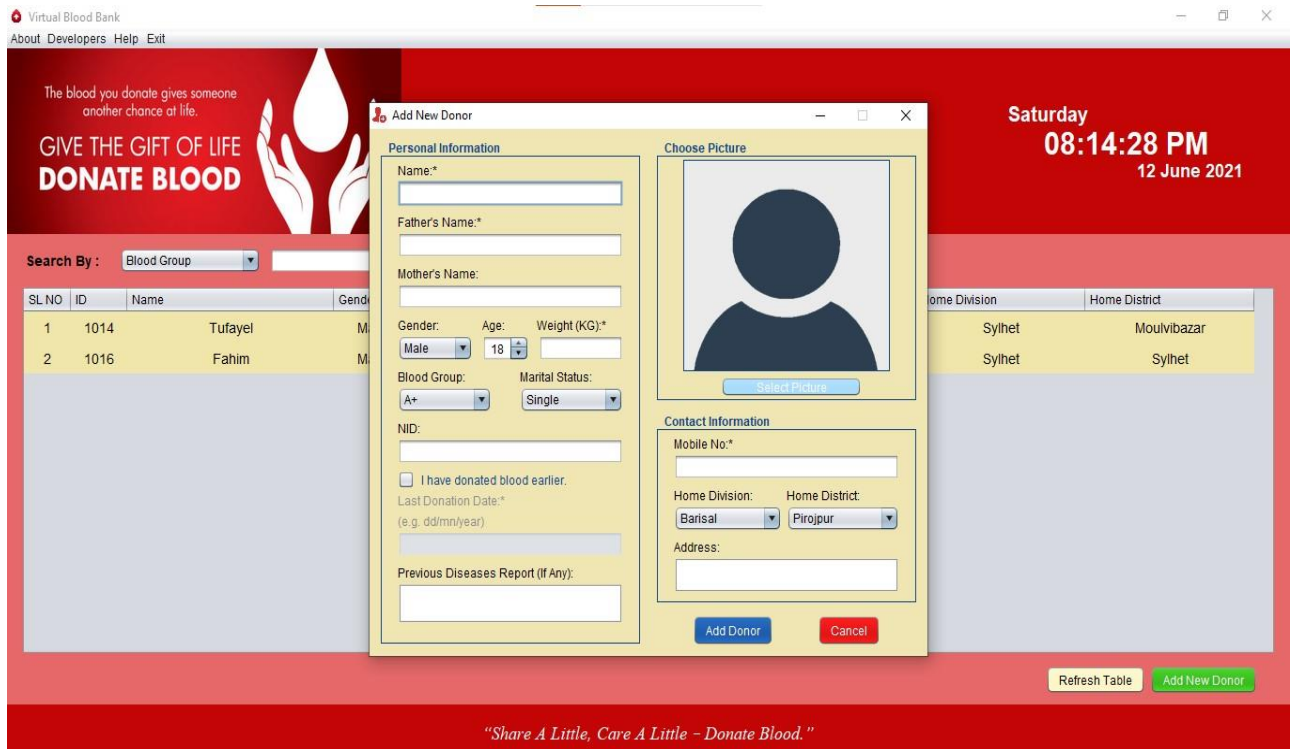 Virtual Blood Bank
About Developers Help Exit
The blood you donate gives someone
another chance at life.
GIVE THE GIFT OF LIFE
DONATE BLOOD
Saturday
08:14:28 PM
12 June 2021
Search By : Blood Group
SL NO ID Name Home District
1 1014 Tufayel Sylhet Moulvibazar
2 1016 Fahim Sylhet Sylhet
Add New Donor
Personal Information
Name:*
Father's Name:*
Mother's Name:
Gender: Age: Weight (KG):*
Male 18
Blood Group: Marital Status:
A+ Single
NID:
I have donated blood earlier.
Last Donation Date:*
(e.g. dd/mn/year)
Previous Diseases Report (If Any):
Choose Picture
Select Picture
Contact Information
Mobile No:*
Home Division: Home District:
Barisal Pirojpur
Address:
Add Donor Cancel
Refresh Table Add New Donor
“Share A Little, Care A Little – Donate Blood.”